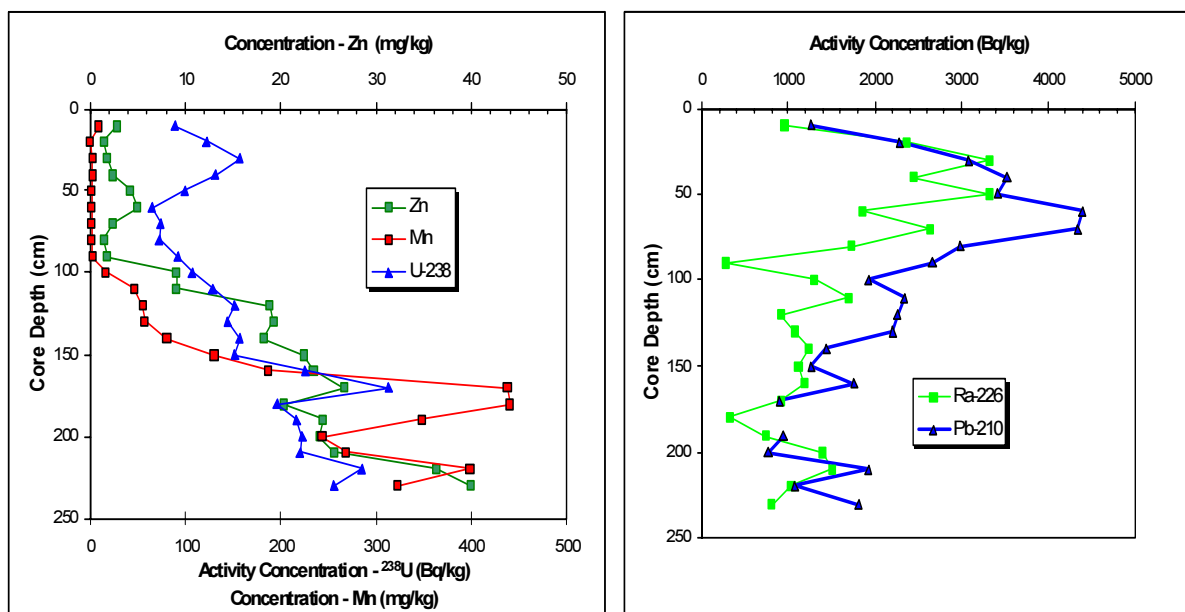 Concentration - Zn (mg/kg)
0 10 20 30 40 50
0
50
100
150
200
250
Core Depth (cm)
Zn
Mn
U-238
0 100 200 300 400 500
Activity Concentration - ²³⁸U (Bq/kg)
Concentration - Mn (mg/kg)
Activity Concentration (Bq/kg)
0 1000 2000 3000 4000 5000
0
50
100
150
200
250
Core Depth (cm)
Ra-226
Pb-210